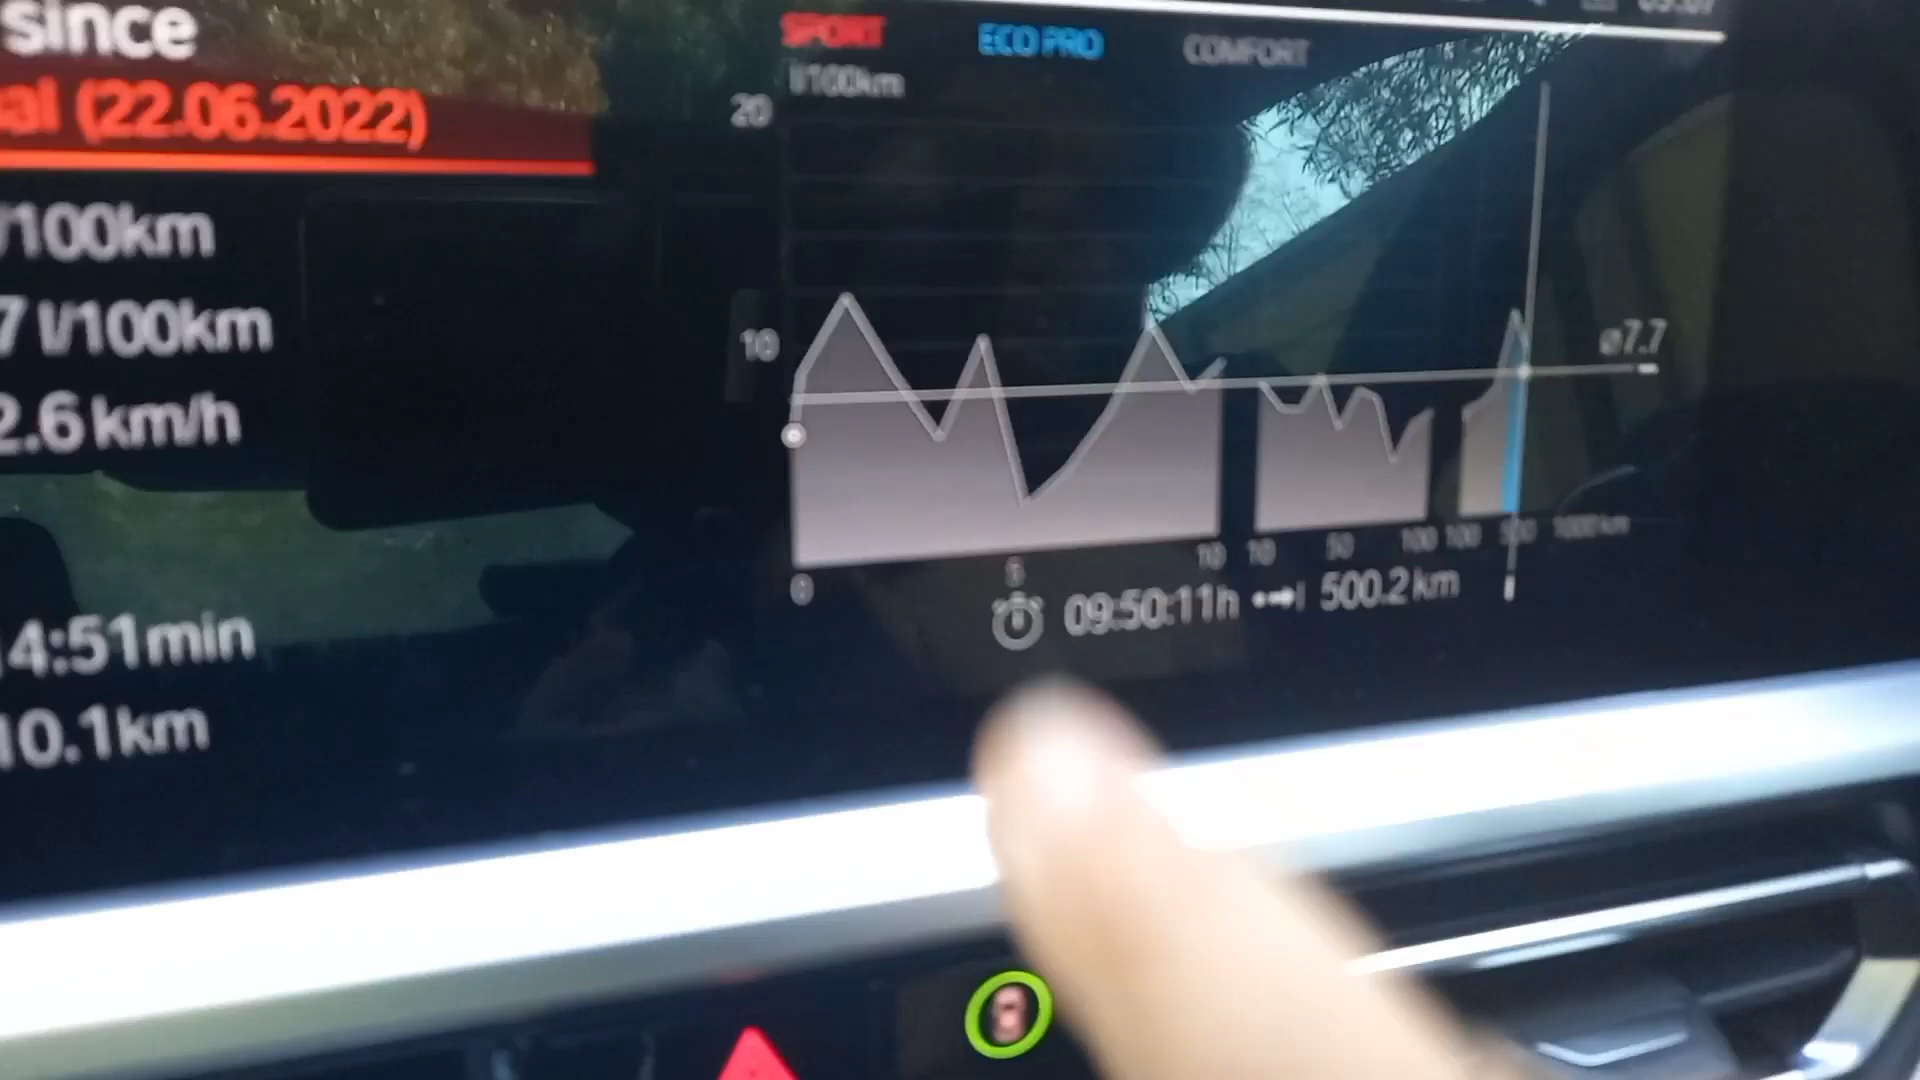 since
al (22.06.2022)
/100km
7 l/100km
2.6 km/h
4:51min
10.1km
SPORT ECO PRO COMFORT
l/100km
20
10
ø7.7
0 5 10 10 50 100 100 500 1000 km
09:50:11h 500.2 km